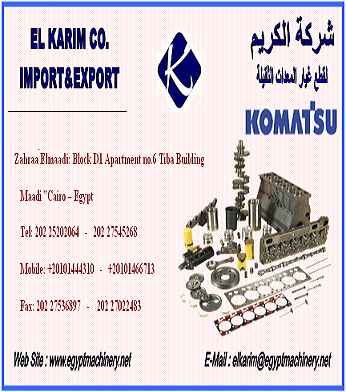 EL KARIM CO.
IMPORT&EXPORT
K
شركة الكريم
لقطع غيار المعدات الثقيلة
KOMATSU
Zahraa Elmaadi: Block D1 Apartment no.6 Tiba Building
Maadi "Cairo – Egypt
Tel: 202 25202064 - 202 27545268
Mobile: +20101444310 - +20101466713
Fax: 202 27536897 - 202 27022483
Web Site : www.egyptmachinery.net
E-Mail : elkarim@egyptmachinery.net